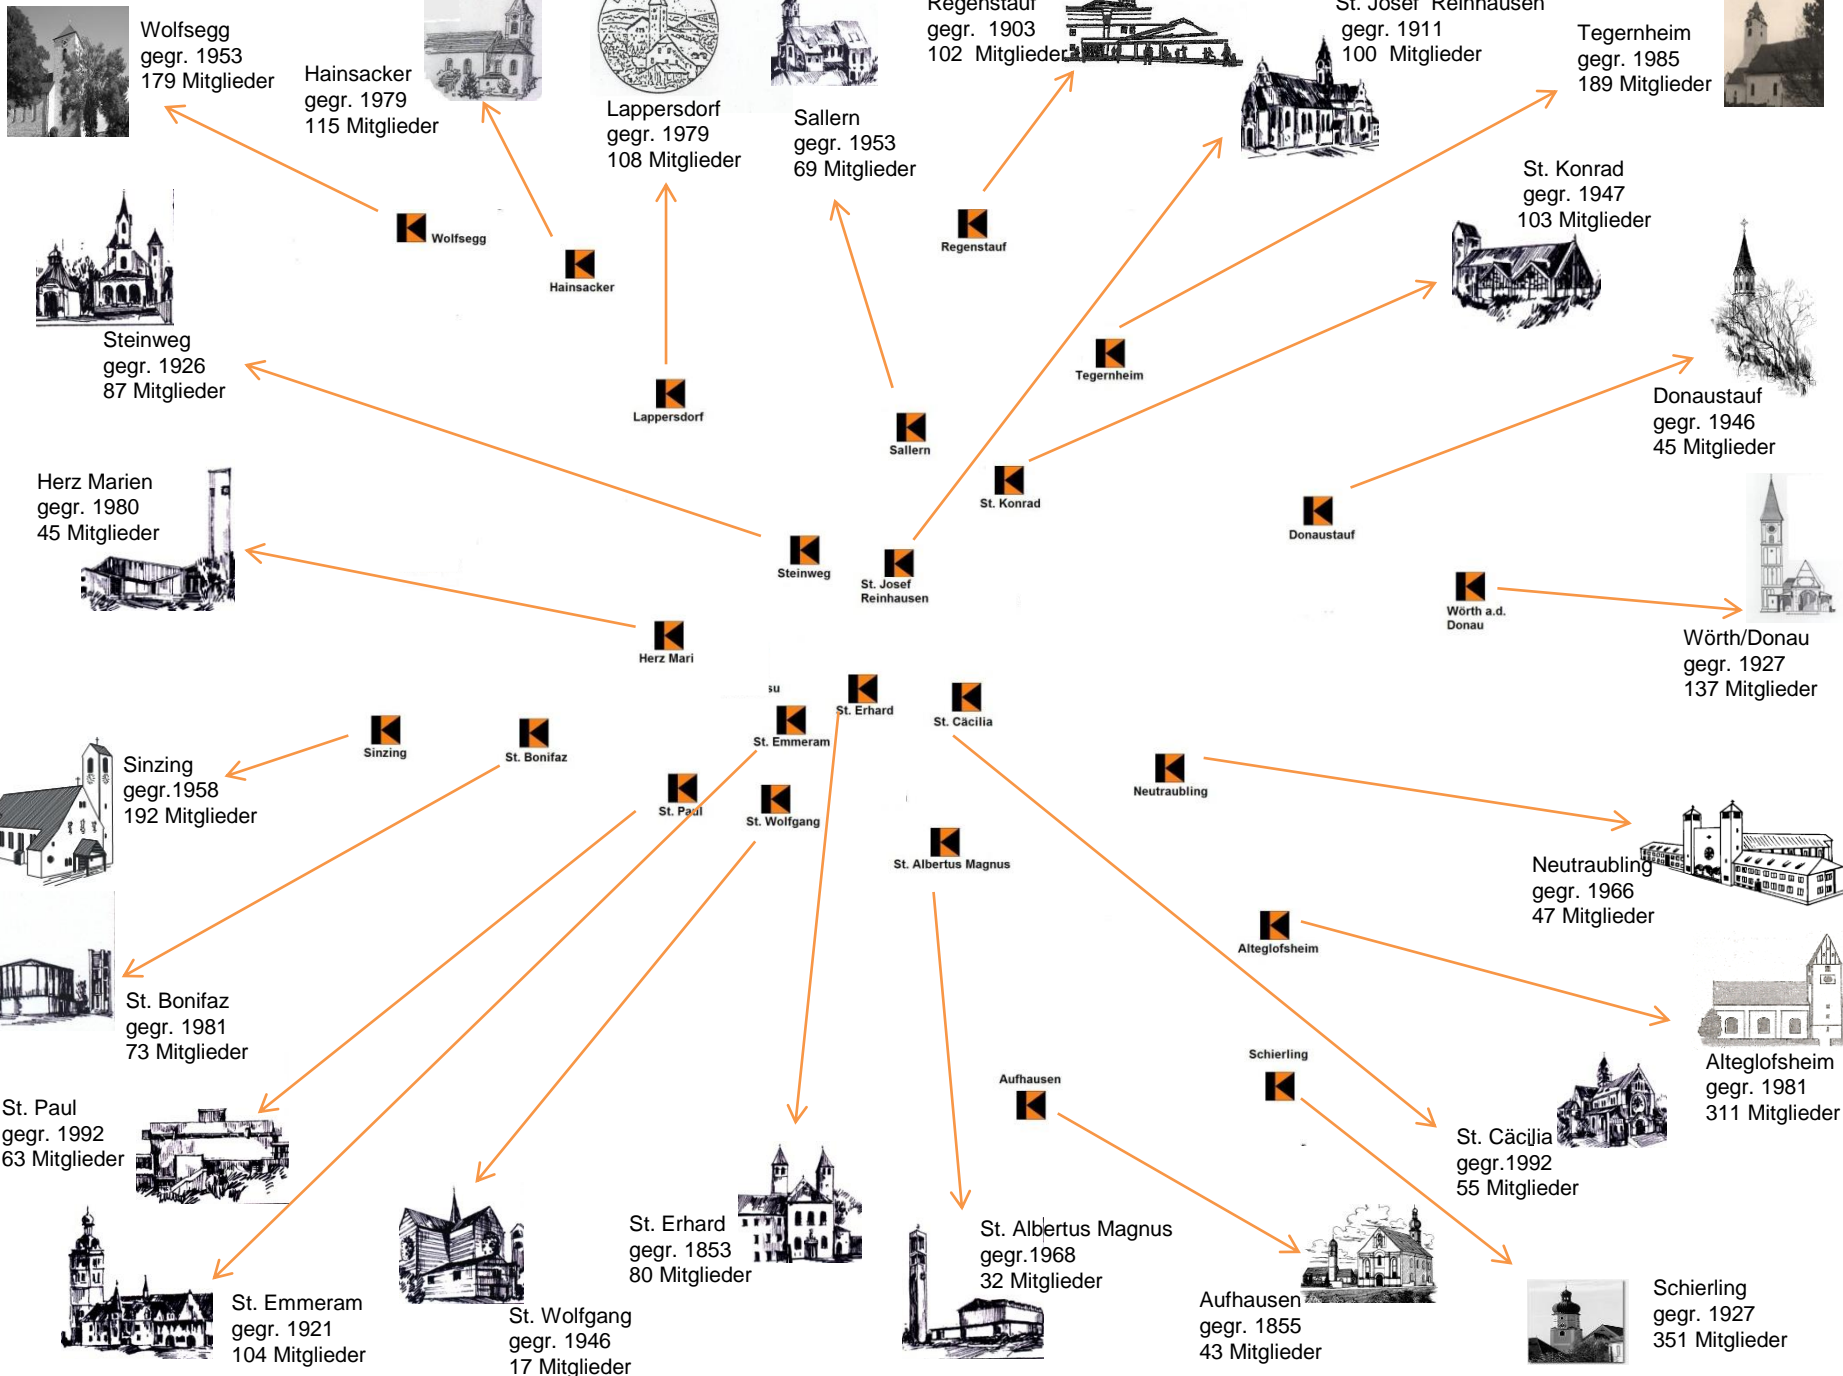 Wolfsegg
gegr. 1953
179 Mitglieder
Hainsacker
gegr. 1979
115 Mitglieder
Lappersdorf
gegr. 1979
108 Mitglieder
Sallern
gegr. 1953
69 Mitglieder
Regenstauf
gegr. 1903
102 Mitglieder
St. Josef Reinhausen
gegr. 1911
100 Mitglieder
Tegernheim
gegr. 1985
189 Mitglieder
St. Konrad
gegr. 1947
103 Mitglieder
Wolfsegg
Hainsacker
Regenstauf
Steinweg
gegr. 1926
87 Mitglieder
Lappersdorf
Sallern
Tegernheim
St. Konrad
Donaustauf
gegr. 1946
45 Mitglieder
Herz Marien
gegr. 1980
45 Mitglieder
Steinweg
St. Josef
Reinhausen
Donaustauf
Wörth a.d.
Donau
Wörth/Donau
gegr. 1927
137 Mitglieder
Herz Mari
su
St. Erhard
St. Cäcilia
St. Emmeram
Sinzing
St. Bonifaz
Sinzing
gegr.1958
192 Mitglieder
St. Paul
St. Wolfgang
St. Albertus Magnus
Neutraubling
Neutraubling
gegr. 1966
47 Mitglieder
Alteglofsheim
St. Bonifaz
gegr. 1981
73 Mitglieder
Alteglofsheim
gegr. 1981
311 Mitglieder
Aufhausen
Schierling
St. Paul
gegr. 1992
63 Mitglieder
St. Cäcilia
gegr.1992
55 Mitglieder
St. Emmeram
gegr. 1921
104 Mitglieder
St. Wolfgang
gegr. 1946
17 Mitglieder
St. Erhard
gegr. 1853
80 Mitglieder
St. Albertus Magnus
gegr.1968
32 Mitglieder
Aufhausen
gegr. 1855
43 Mitglieder
Schierling
gegr. 1927
351 Mitglieder